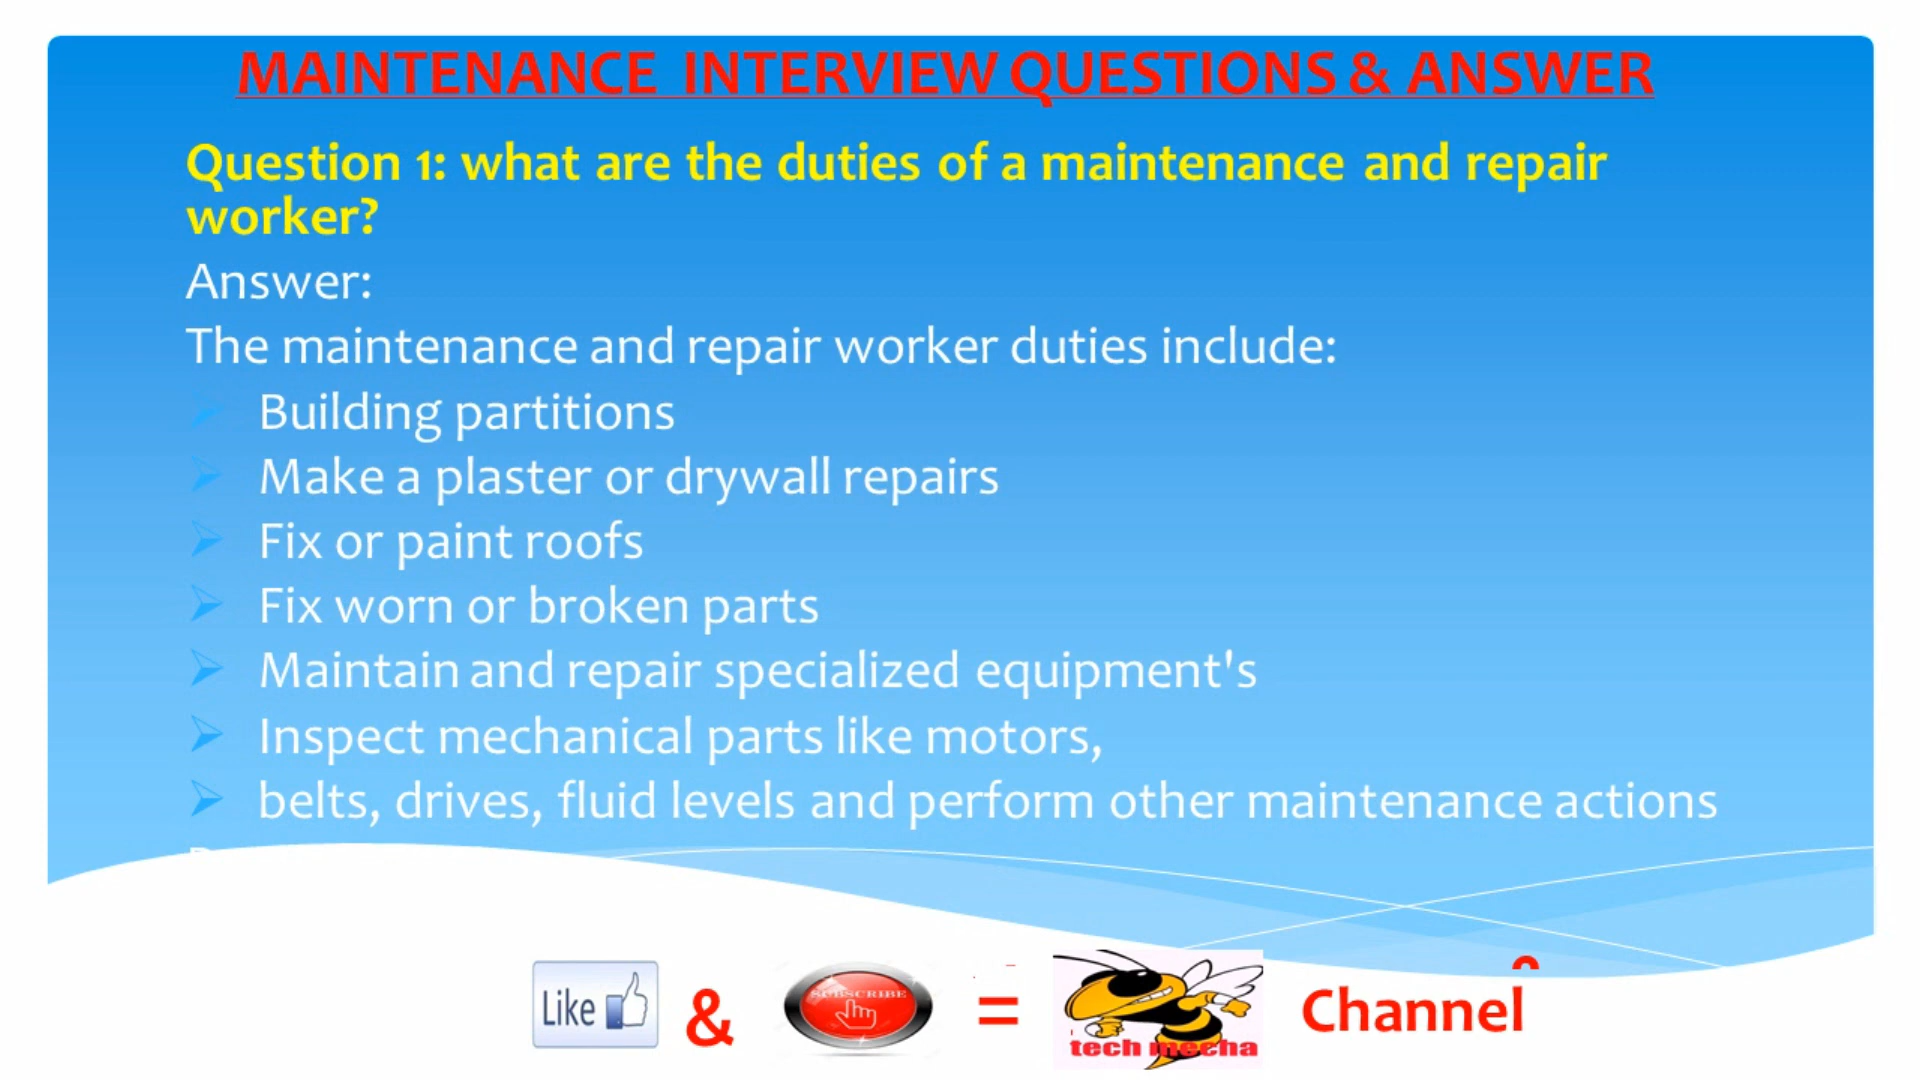 MAINTENANCE INTERVIEW QUESTIONS & ANSWER
Question 1: what are the duties of a maintenance and repair
worker?
Answer:
The maintenance and repair worker duties include:
Building partitions
Make a plaster or drywall repairs
Fix or paint roofs
Fix worn or broken parts
Maintain and repair specialized equipment's
Inspect mechanical parts like motors,
belts, drives, fluid levels and perform other maintenance actions
Like & SUBSCRIBE = tech mecha Channel